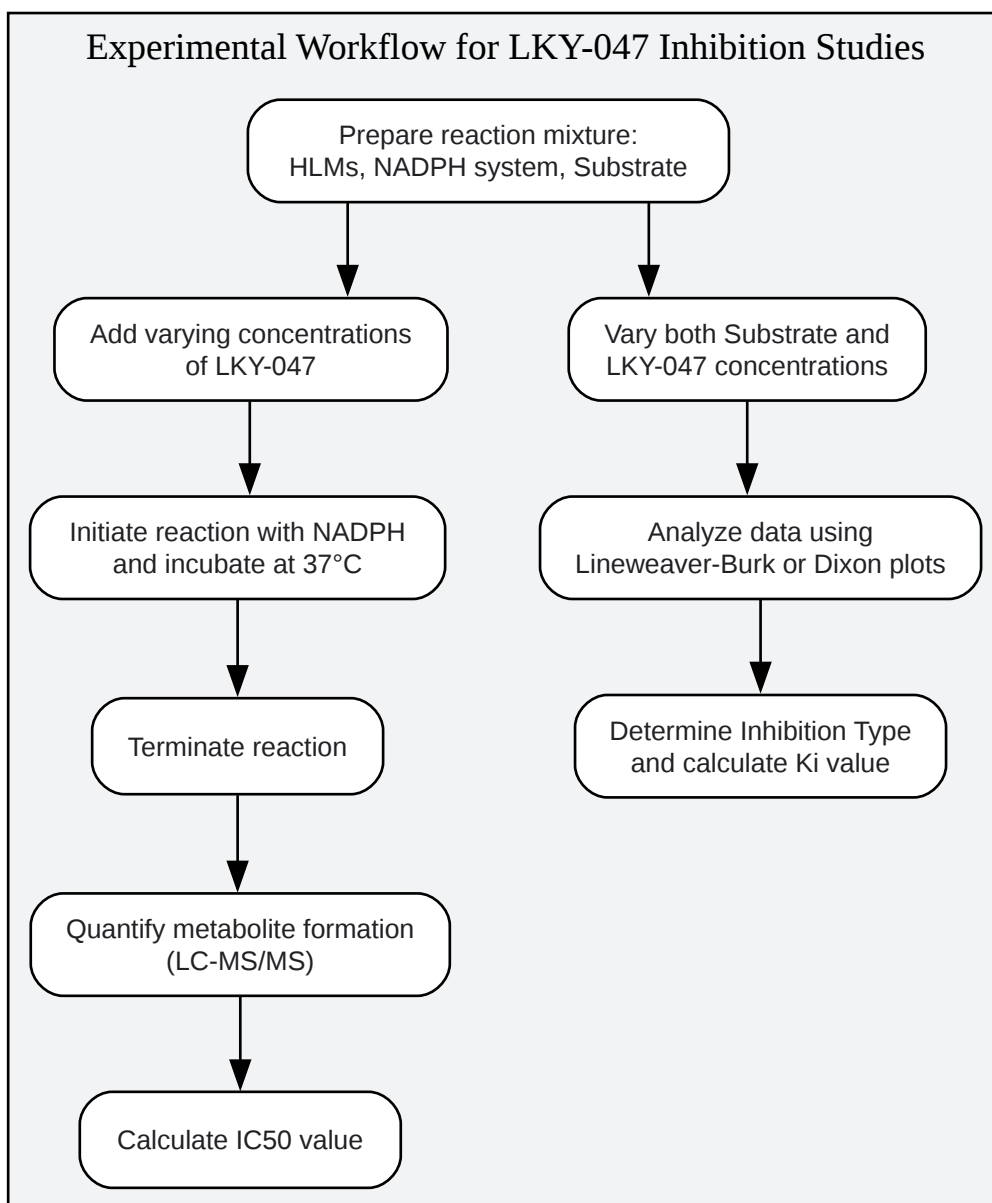 Experimental Workflow for LKY-047 Inhibition Studies
Prepare reaction mixture:
HLMs, NADPH system, Substrate
Add varying concentrations
of LKY-047
Vary both Substrate and
LKY-047 concentrations
Initiate reaction with NADPH
and incubate at 37°C
Analyze data using
Lineweaver-Burk or Dixon plots
Terminate reaction
Determine Inhibition Type
and calculate Ki value
Quantify metabolite formation
(LC-MS/MS)
Calculate IC50 value